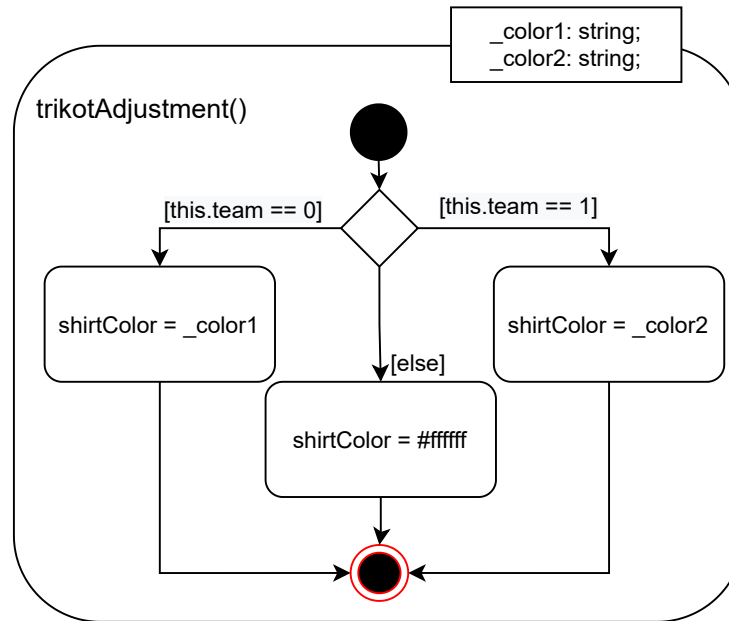 _color1: string;
_color2: string;
trikotAdjustment()
[this.team == 0]
[this.team == 1]
shirtColor = _color1
shirtColor = _color2
[else]
shirtColor = #ffffff